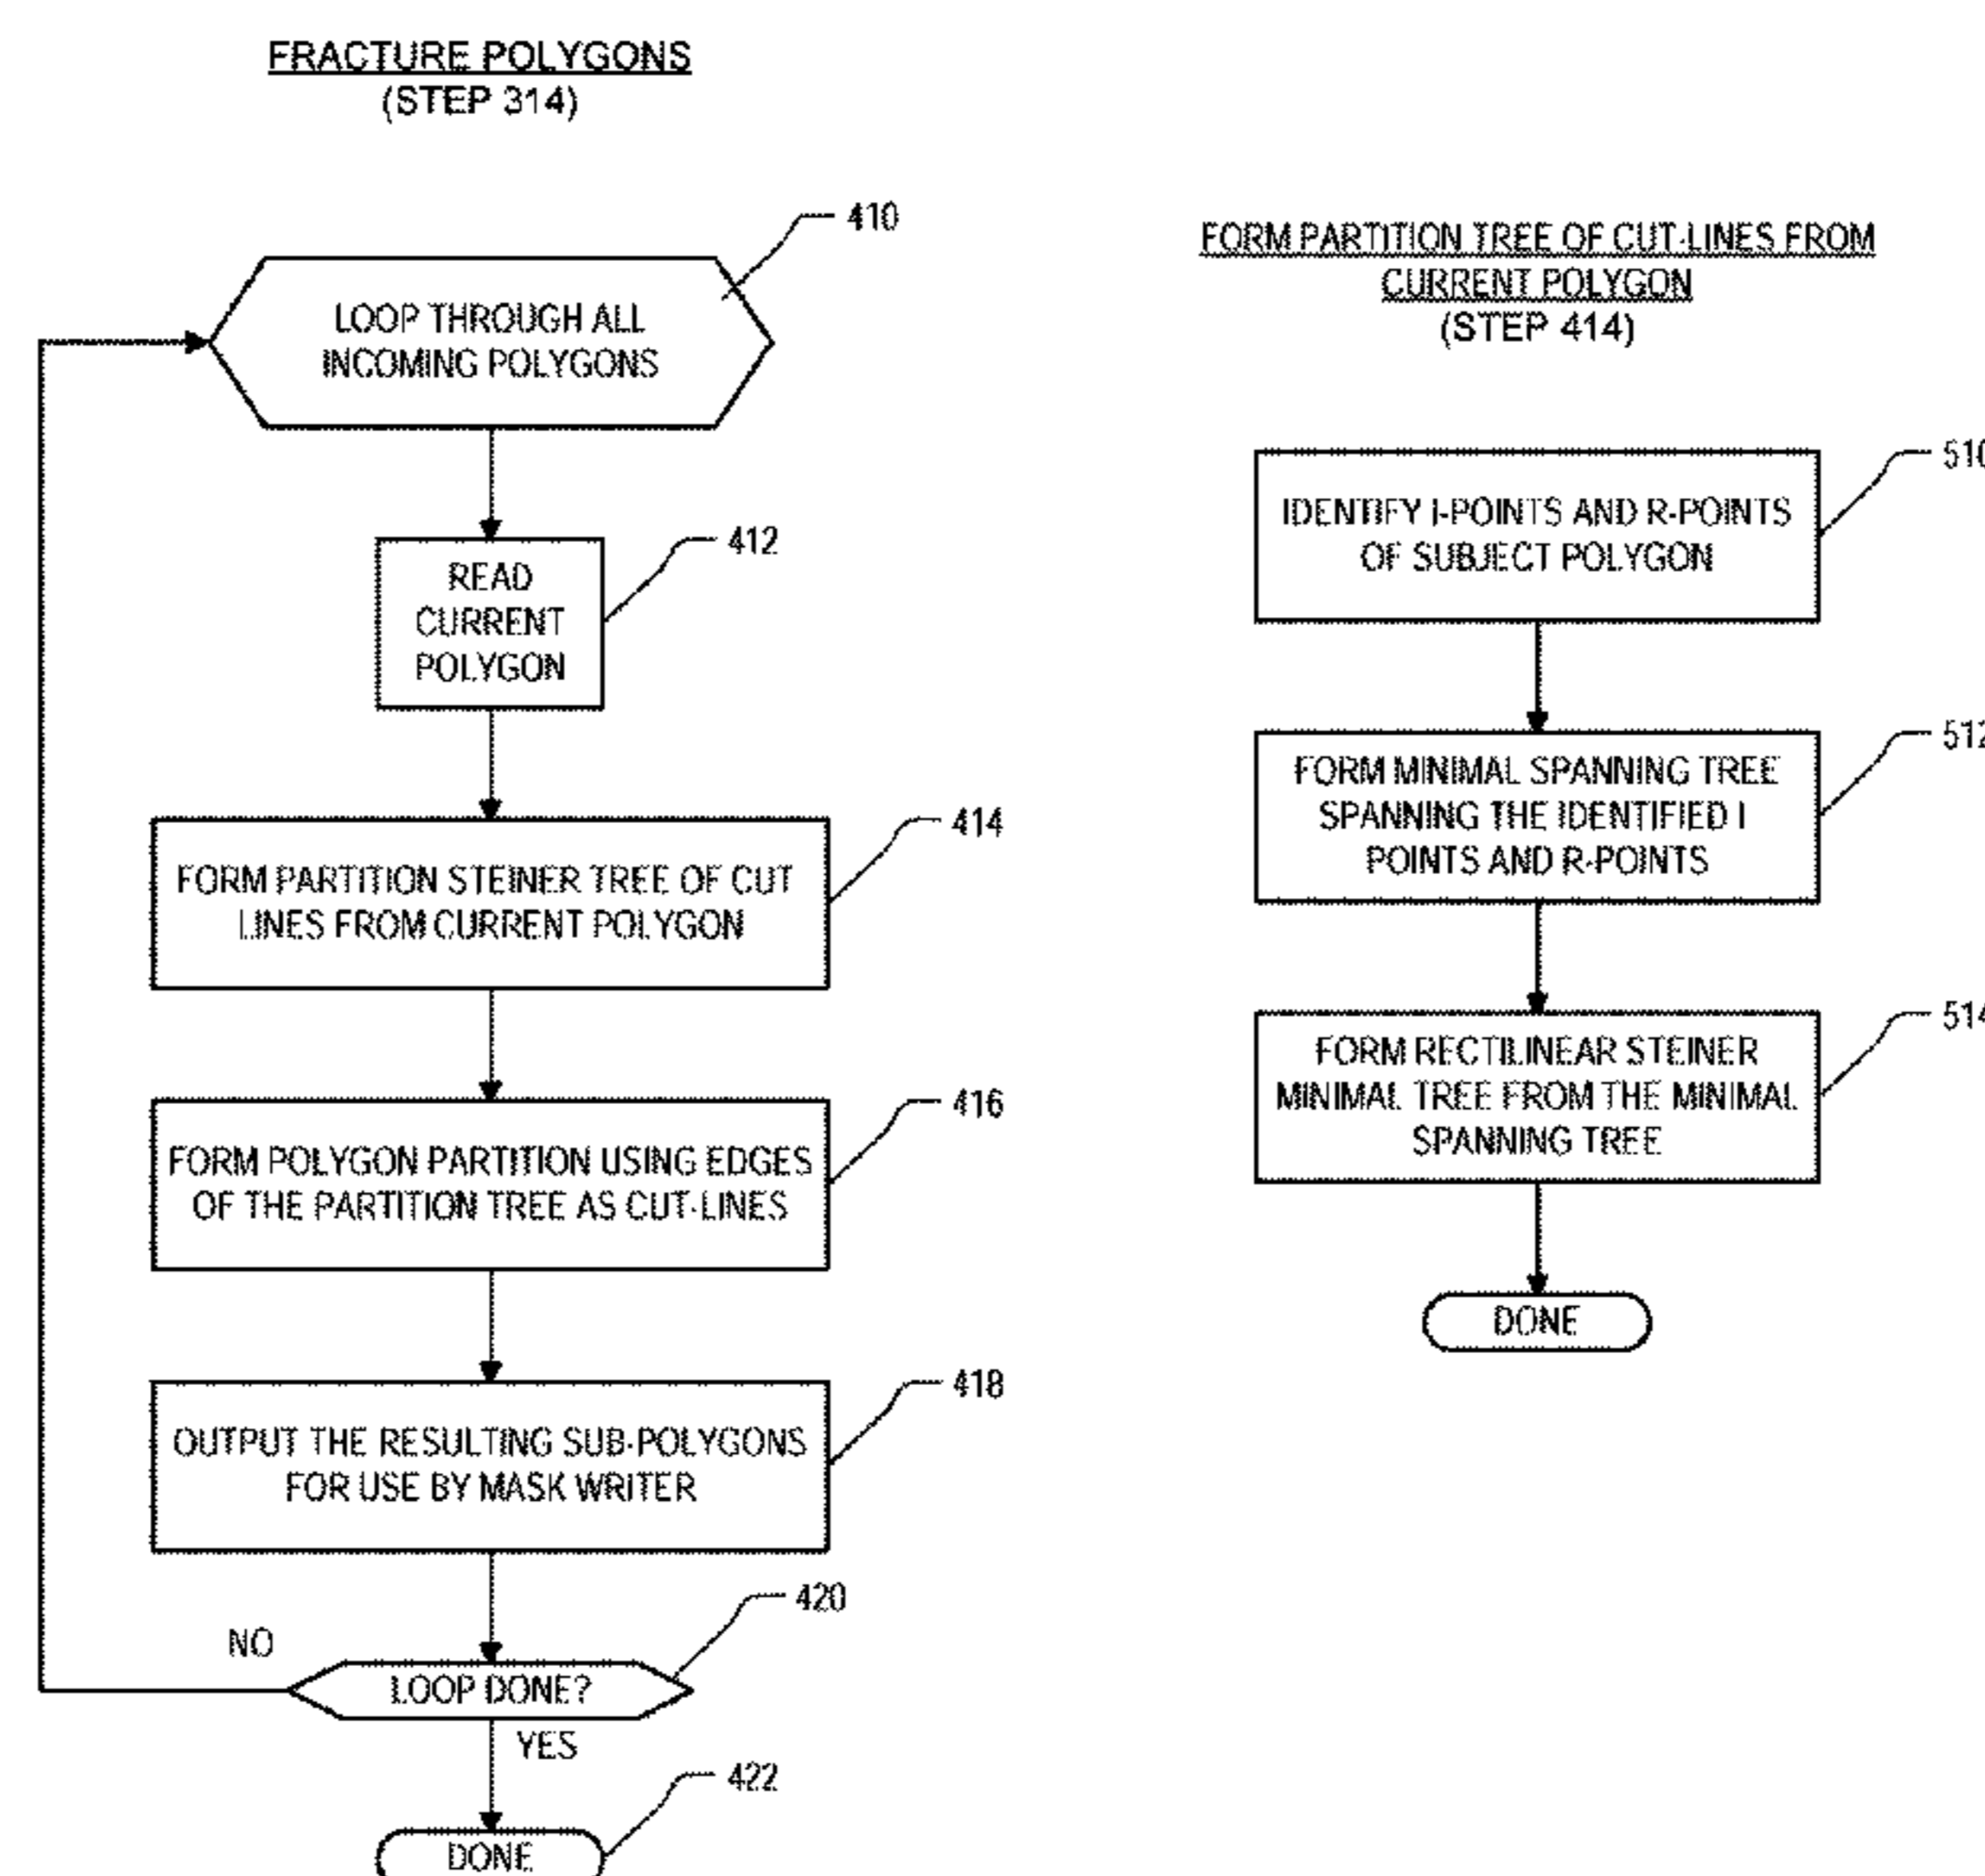 FRACTURE POLYGONS
(STEP 314)
410
LOOP THROUGH ALL
INCOMING POLYGONS
412
READ
CURRENT
POLYGON
414
FORM PARTITION STEINER TREE OF CUT
LINES FROM CURRENT POLYGON
416
FORM POLYGON PARTITION USING EDGES
OF THE PARTITION TREE AS CUT-LINES
418
OUTPUT THE RESULTING SUB-POLYGONS
FOR USE BY MASK WRITER
420
NO
LOOP DONE?
YES
422
DONE
FORM PARTITION TREE OF CUT-LINES FROM
CURRENT POLYGON
(STEP 414)
510
IDENTIFY I-POINTS AND R-POINTS
OF SUBJECT POLYGON
512
FORM MINIMAL SPANNING TREE
SPANNING THE IDENTIFIED I
POINTS AND R-POINTS
514
FORM RECTILINEAR STEINER
MINIMAL TREE FROM THE MINIMAL
SPANNING TREE
DONE